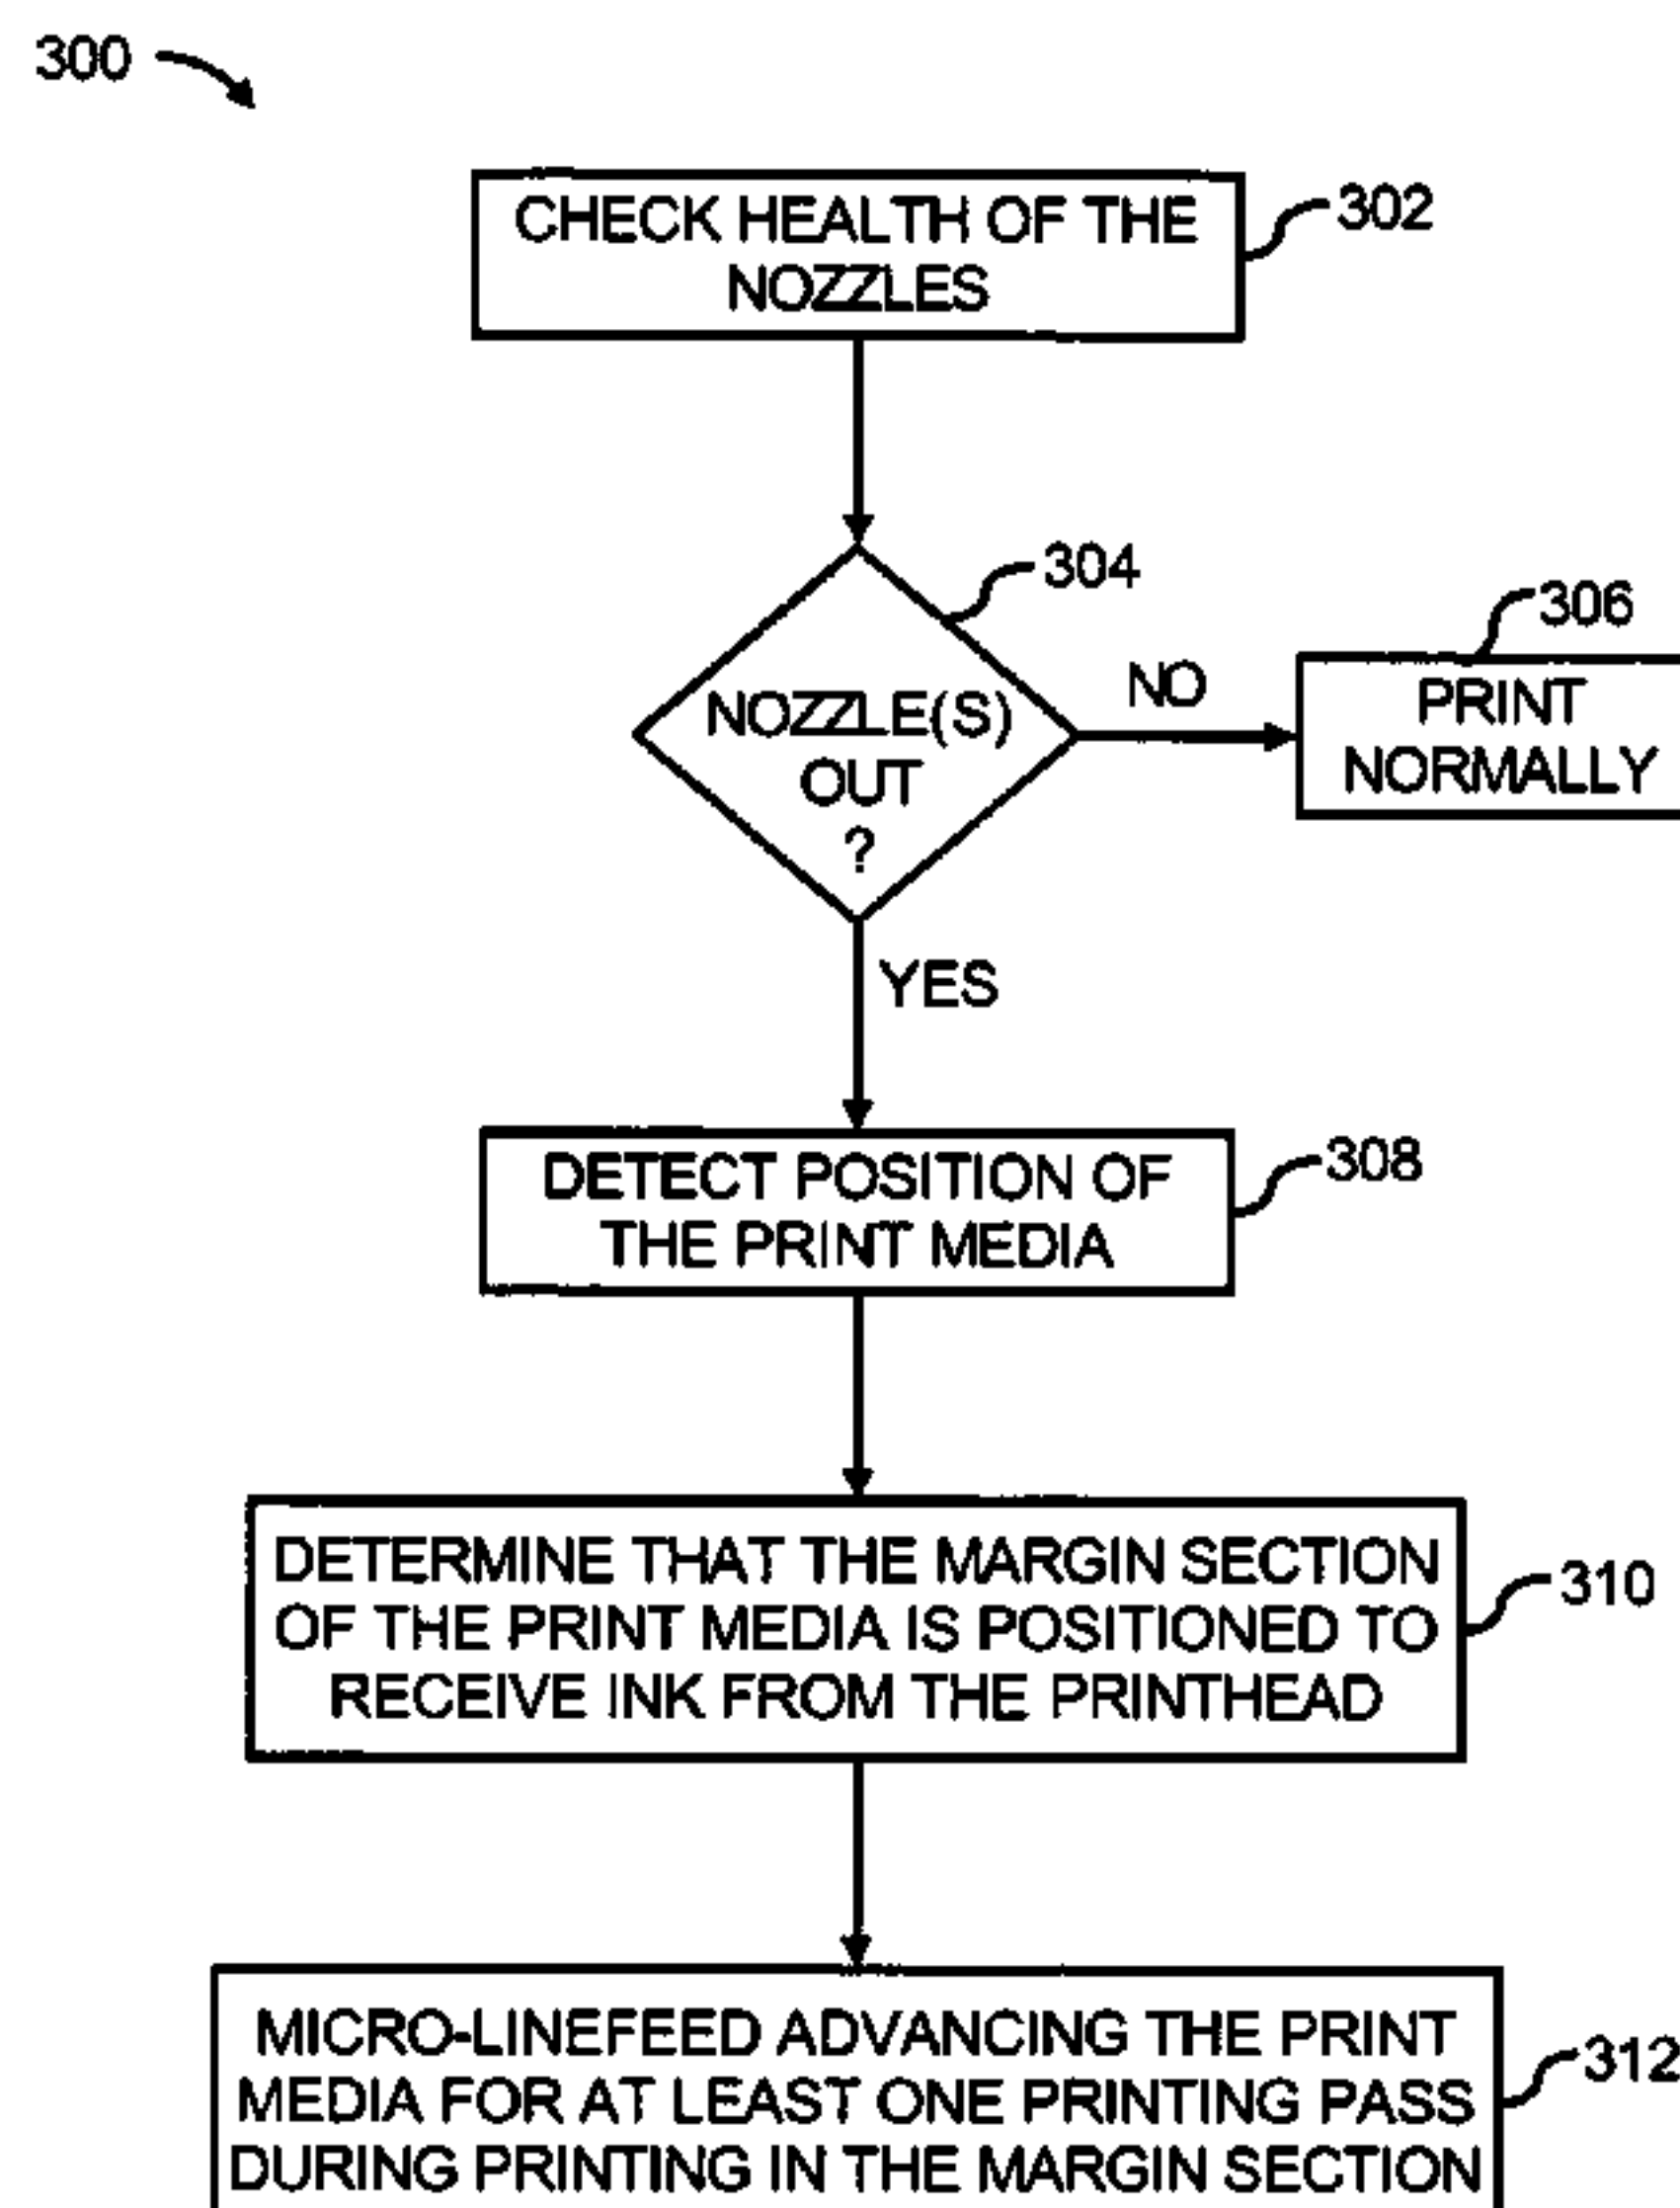 300
CHECK HEALTH OF THE
NOZZLES
302
304
NOZZLE(S)
OUT
?
NO
306
PRINT
NORMALLY
YES
DETECT POSITION OF
THE PRINT MEDIA
308
DETERMINE THAT THE MARGIN SECTION
OF THE PRINT MEDIA IS POSITIONED TO
RECEIVE INK FROM THE PRINTHEAD
310
MICRO-LINEFEED ADVANCING THE PRINT
MEDIA FOR AT LEAST ONE PRINTING PASS
DURING PRINTING IN THE MARGIN SECTION
312